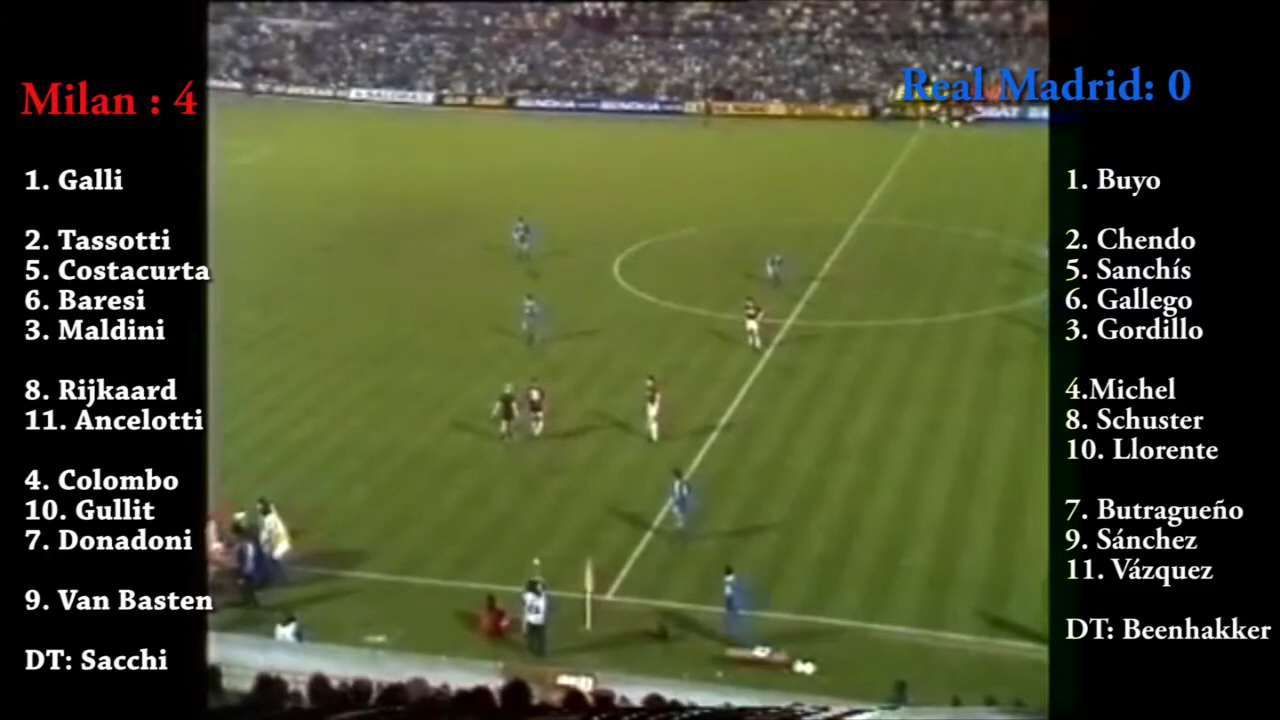 Milan : 4
1. Galli
2. Tassotti
5. Costacurta
6. Baresi
3. Maldini
8. Rijkaard
11. Ancelotti
4. Colombo
10. Gullit
7. Donadoni
9. Van Basten
DT: Sacchi
Real Madrid: 0
1. Buyo
2. Chendo
5. Sanchís
6. Gallego
3. Gordillo
4.Michel
8. Schuster
10. Llorente
7. Butragueño
9. Sánchez
11. Vázquez
DT: Beenhakker